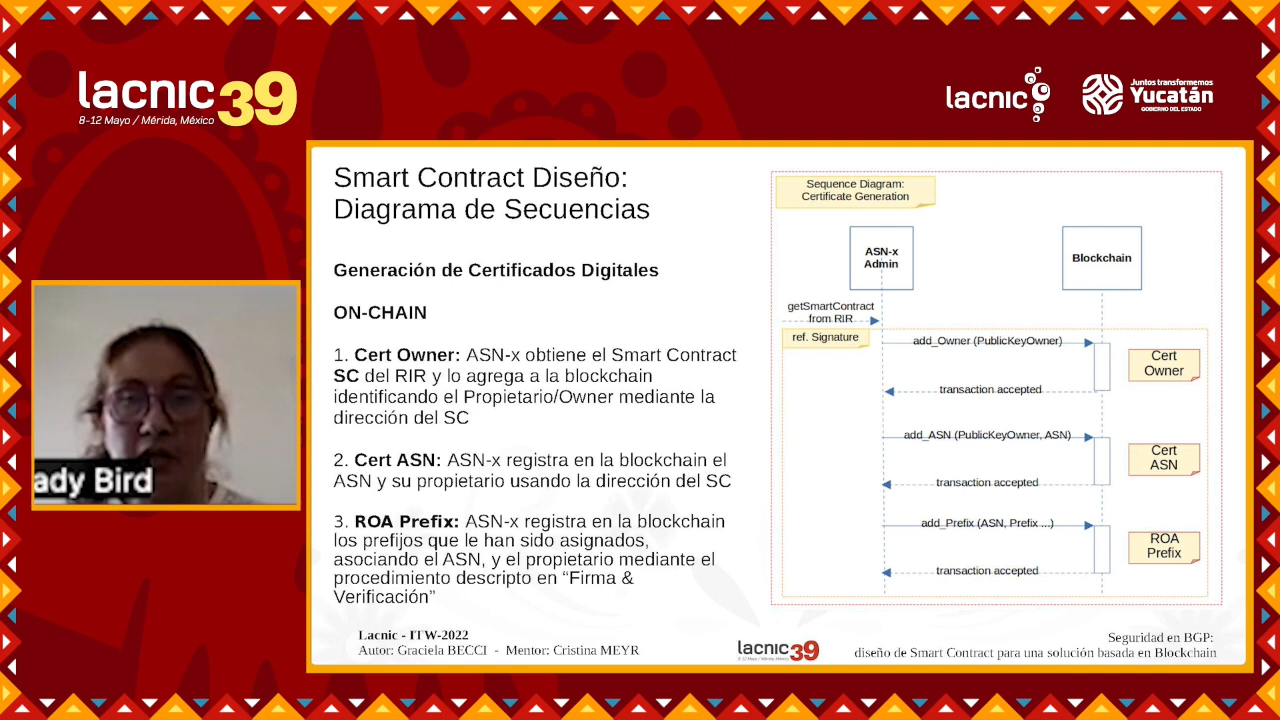 lacnic39
8-12 Mayo / Mérida, México
lacnic
Juntos transformemos
Yucatán
GOBIERNO DEL ESTADO
Smart Contract Diseño:
Diagrama de Secuencias
Generación de Certificados Digitales
ON-CHAIN
1. Cert Owner: ASN-x obtiene el Smart Contract
SC del RIR y lo agrega a la blockchain
identificando el Propietario/Owner mediante la
dirección del SC
2. Cert ASN: ASN-x registra en la blockchain el
ASN y su propietario usando la dirección del SC
3. ROA Prefix: ASN-x registra en la blockchain
los prefijos que le han sido asignados,
asociando el ASN, y el propietario mediante el
procedimiento descripto en “Firma &
Verificación”
Sequence Diagram:
Certificate Generation
ASN-x
Admin
Blockchain
getSmartContract
from RIR
ref. Signature
add_Owner (PublicKeyOwner)
Cert
Owner
transaction accepted
add_ASN (PublicKeyOwner, ASN)
Cert
ASN
transaction accepted
add_Prefix (ASN, Prefix ...)
ROA
Prefix
transaction accepted
ady Bird
Lacnic - ITW-2022
Autor: Graciela BECCI - Mentor: Cristina MEYR
lacnic39
8-12 Mayo / Mérida, México
Seguridad en BGP:
diseño de Smart Contract para una solución basada en Blockchain